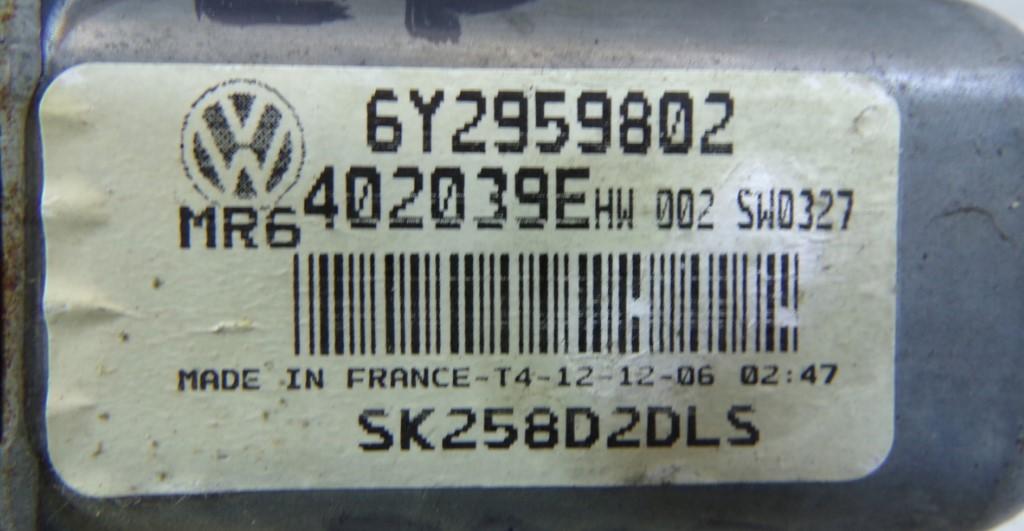 6Y2959802
402039E HW 002 SW0327
MR6
MADE IN FRANCE-T4-12-12-06 02:47
SK258D2DLS